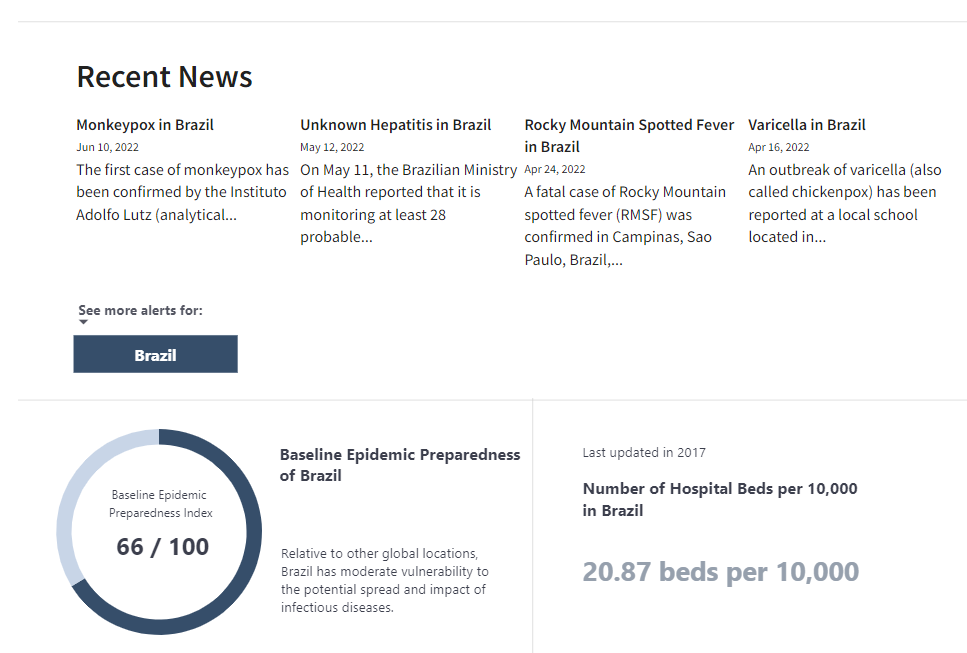 Recent News
Monkeypox in Brazil
Jun 10, 2022
The first case of monkeypox has
been confirmed by the Instituto
Adolfo Lutz (analytical...
Unknown Hepatitis in Brazil
May 12, 2022
On May 11, the Brazilian Ministry
of Health reported that it is
monitoring at least 28
probable...
Rocky Mountain Spotted Fever
in Brazil
Apr 24, 2022
A fatal case of Rocky Mountain
spotted fever (RMSF) was
confirmed in Campinas, Sao
Paulo, Brazil,...
Varicella in Brazil
Apr 16, 2022
An outbreak of varicella (also
called chickenpox) has been
reported at a local school
located in...
See more alerts for:
Brazil
Baseline Epidemic
Preparedness Index
66 / 100
Baseline Epidemic Preparedness
of Brazil
Relative to other global locations,
Brazil has moderate vulnerability to
the potential spread and impact of
infectious diseases.
Last updated in 2017
Number of Hospital Beds per 10,000
in Brazil
20.87 beds per 10,000